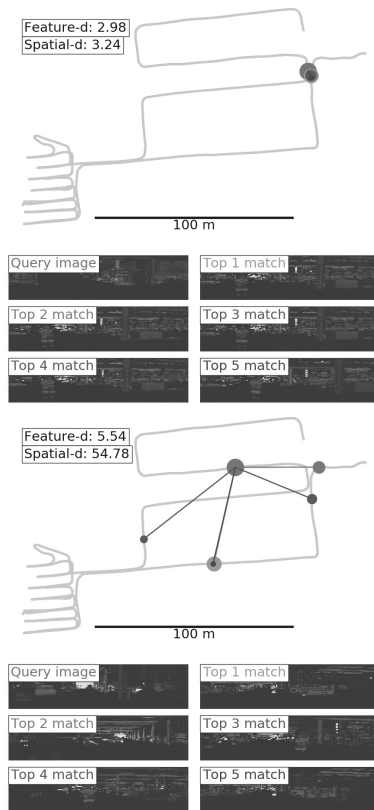 Feature-d: 2.98
Spatial-d: 3.24
100 m
Query image
Top 1 match
Top 2 match
Top 3 match
Top 4 match
Top 5 match
Feature-d: 5.54
Spatial-d: 54.78
100 m
Query image
Top 1 match
Top 2 match
Top 3 match
Top 4 match
Top 5 match